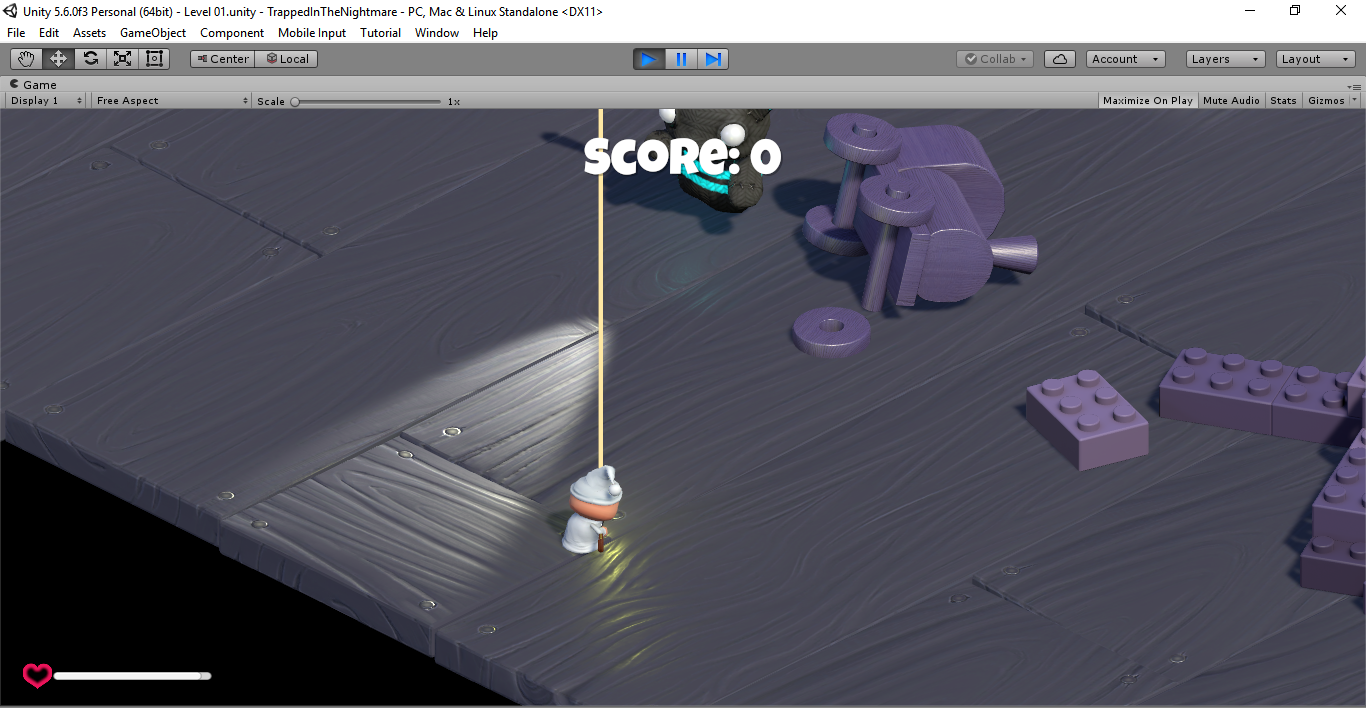 Unity 5.6.0f3 Personal (64bit) - Level 01.unity - TrappedInTheNightmare - PC, Mac & Linux Standalone <DX11>
File Edit Assets GameObject Component Mobile Input Tutorial Window Help
Center Local Collab Account Layers Layout
Game
Display 1 Free Aspect Scale 1x Maximize On Play Mute Audio Stats Gizmos
SCORE: 0